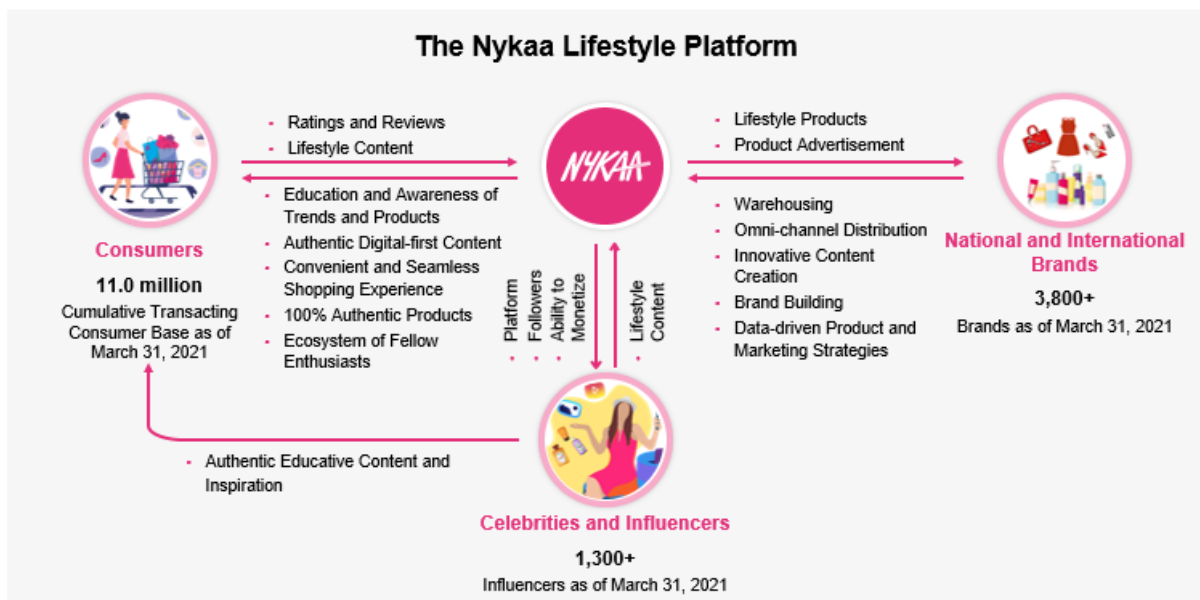 The Nykaa Lifestyle Platform
Ratings and Reviews
Lifestyle Content
NYKAA
Lifestyle Products
Product Advertisement
Education and Awareness of
Trends and Products
Authentic Digital-first Content
Convenient and Seamless
Shopping Experience
100% Authentic Products
Ecosystem of Fellow
Enthusiasts
Consumers
11.0 million
Cumulative Transacting
Consumer Base as of
March 31, 2021
Platform
Followers
Ability to
Monetize
Lifestyle
Content
Warehousing
Omni-channel Distribution
Innovative Content
Creation
Brand Building
Data-driven Product and
Marketing Strategies
National and International
Brands
3,800+
Brands as of March 31, 2021
Authentic Educative Content and
Inspiration
Celebrities and Influencers
1,300+
Influencers as of March 31, 2021